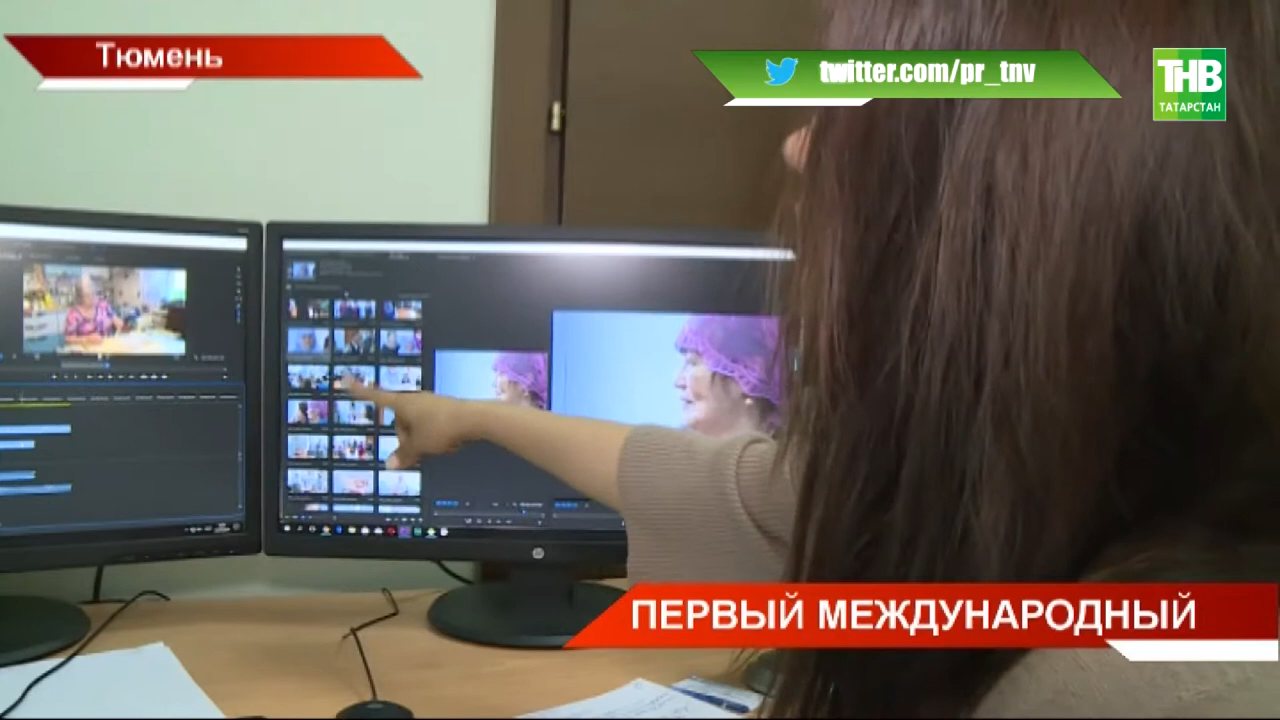 Тюмень
twitter.com/pr_tnv
ТНВ
ТАТАРСТАН
ПЕРВЫЙ МЕЖДУНАРОДНЫЙ